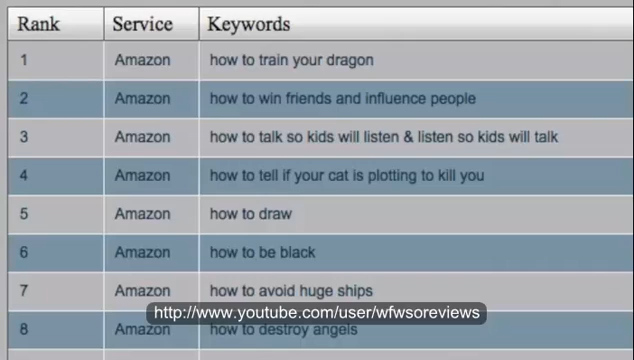 Rank Service Keywords
1 Amazon how to train your dragon
2 Amazon how to win friends and influence people
3 Amazon how to talk so kids will listen & listen so kids will talk
4 Amazon how to tell if your cat is plotting to kill you
5 Amazon how to draw
6 Amazon how to be black
7 Amazon how to avoid huge ships
http://www.youtube.com/user/wfwsoreviews
8 Amazon how to destroy angels